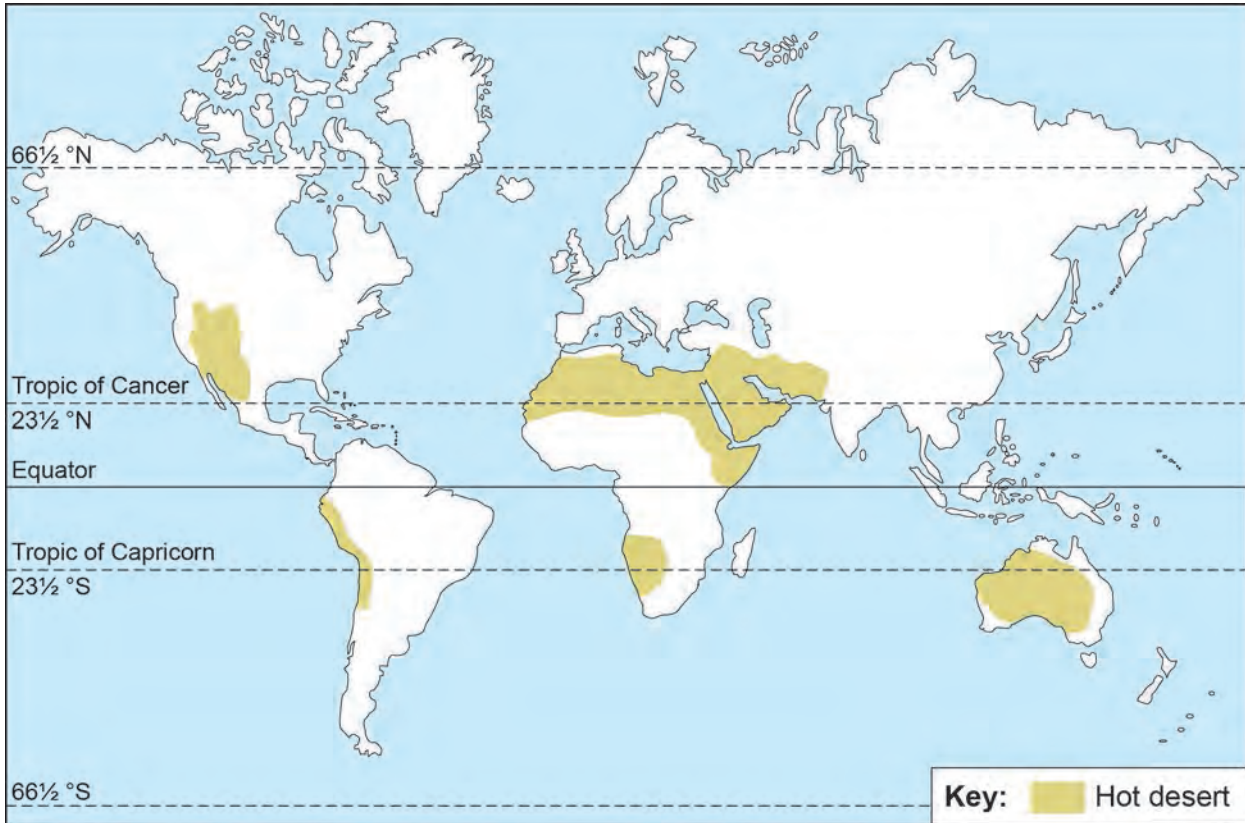 66½ °N
Tropic of Cancer
23½ °N
Equator
Tropic of Capricorn
23½ °S
66½ °S
Key: Hot desert